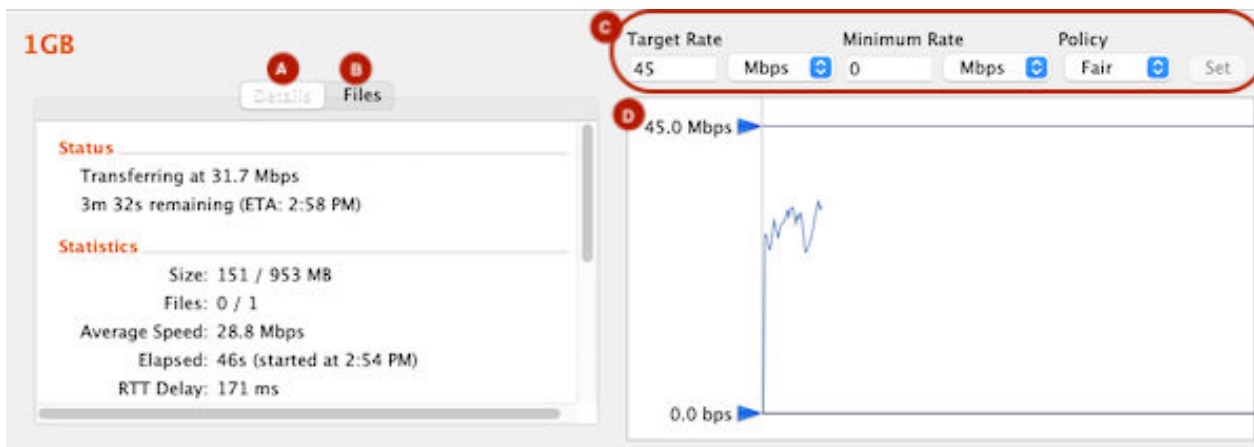 1GB
A
B
Details
Files
Status
Transferring at 31.7 Mbps
3m 32s remaining (ETA: 2:58 PM)
Statistics
Size: 151 / 953 MB
Files: 0 / 1
Average Speed: 28.8 Mbps
Elapsed: 46s (started at 2:54 PM)
RTT Delay: 171 ms
C
Target Rate
Minimum Rate
Policy
45
Mbps
0
Mbps
Fair
Set
D
45.0 Mbps
0.0 bps